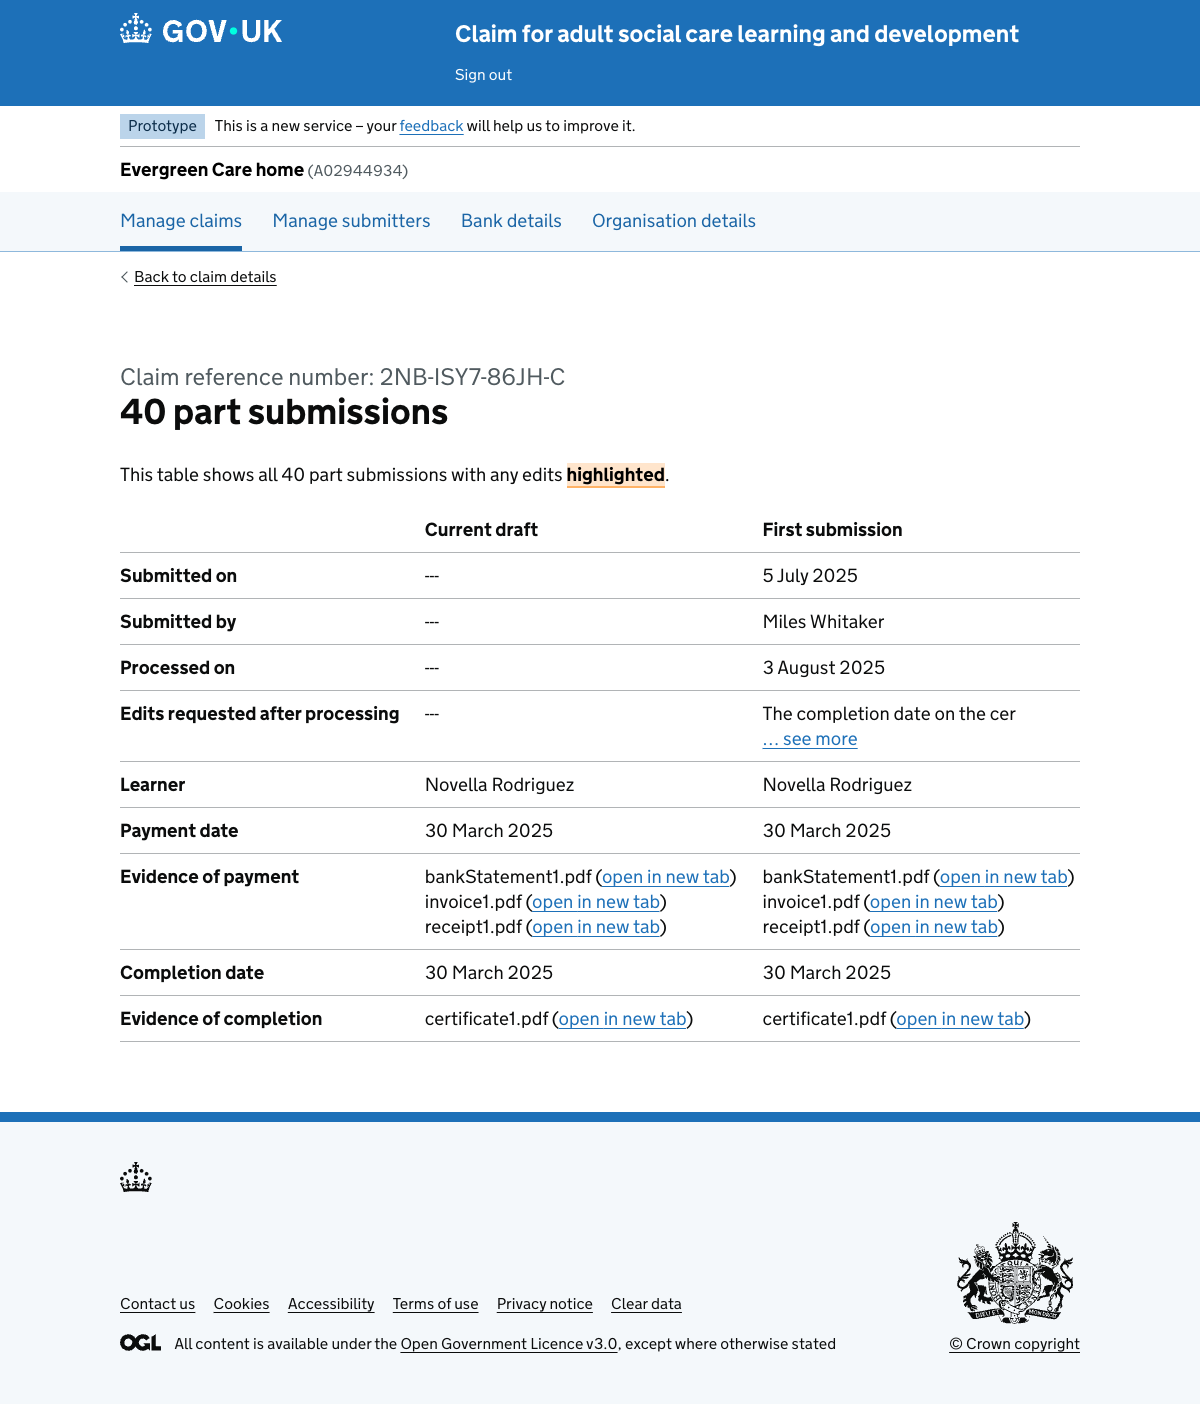 GOV·UK
Claim for adult social care learning and development
Sign out
Prototype This is a new service – your feedback will help us to improve it.
Evergreen Care home (A02944934)
Manage claims Manage submitters Bank details Organisation details
Back to claim details
Claim reference number: 2NB-ISY7-86JH-C
40 part submissions
This table shows all 40 part submissions with any edits highlighted.
Current draft First submission
Submitted on --- 5 July 2025
Submitted by --- Miles Whitaker
Processed on --- 3 August 2025
Edits requested after processing --- The completion date on the cer
… see more
Learner Novella Rodriguez Novella Rodriguez
Payment date 30 March 2025 30 March 2025
Evidence of payment bankStatement1.pdf (open in new tab) bankStatement1.pdf (open in new tab)
invoice1.pdf (open in new tab) invoice1.pdf (open in new tab)
receipt1.pdf (open in new tab) receipt1.pdf (open in new tab)
Completion date 30 March 2025 30 March 2025
Evidence of completion certificate1.pdf (open in new tab) certificate1.pdf (open in new tab)
Contact us Cookies Accessibility Terms of use Privacy notice Clear data
OGL All content is available under the Open Government Licence v3.0, except where otherwise stated
© Crown copyright